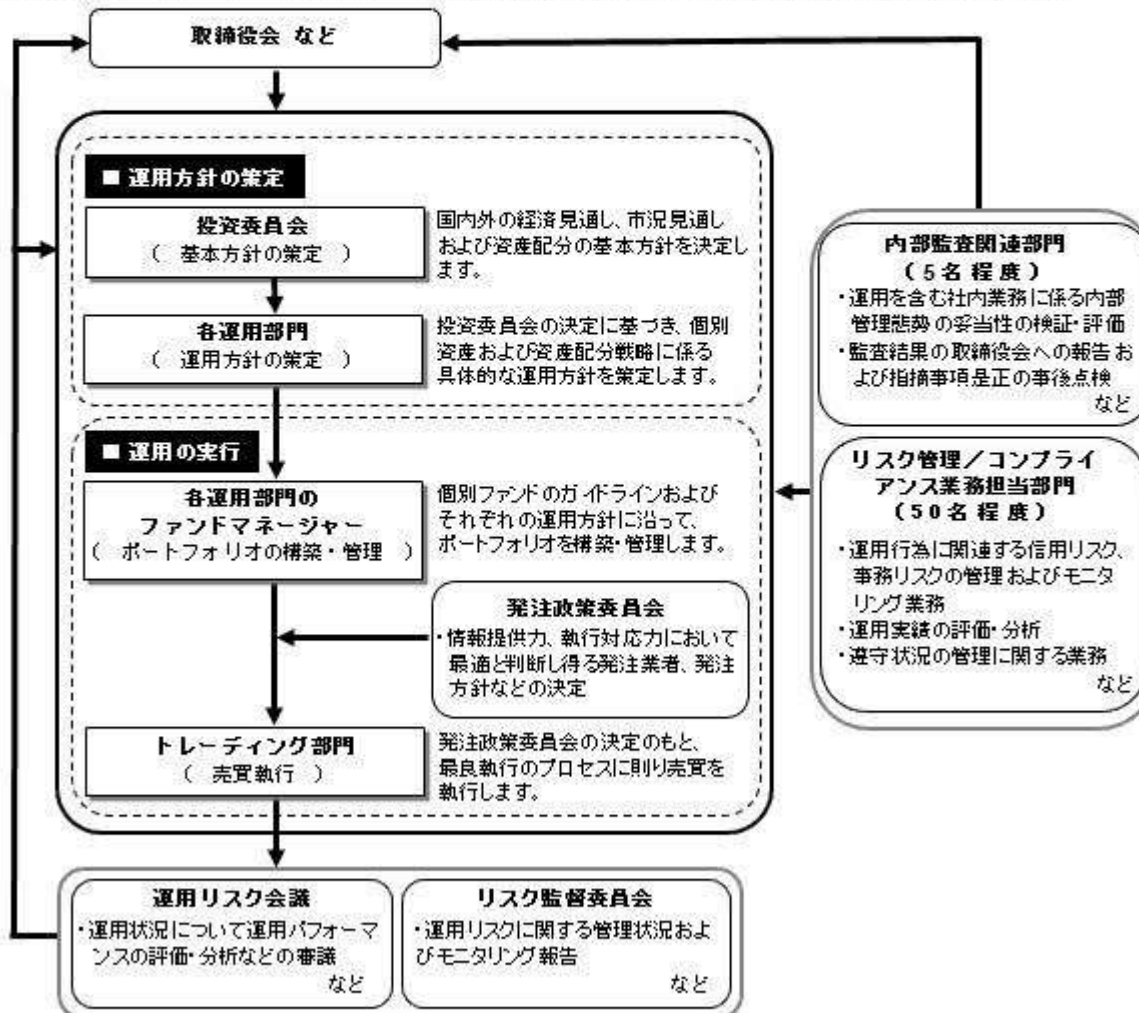 取締役会 など
■ 運用方針の策定
投資委員会
( 基本方針の策定 )
国内外の経済見通し、市況見通し
および資産配分の基本方針を決定し
ます。
各運用部門
( 運用方針の策定 )
投資委員会の決定に基づき、個別
資産および資産配分戦略に係る
具体的な運用方針を策定します。
■ 運用の実行
各運用部門の
ファンドマネージャー
( ポートフォリオの構築・管理 )
個別ファンドのガイドラインおよび
それぞれの運用方針に沿って、
ポートフォリオを構築・管理します。
発注政策委員会
・情報提供力、執行対応力において
最適と判断し得る発注業者、発注
方針などの決定
トレーディング部門
( 売買執行 )
発注政策委員会の決定のもと、
最良執行のプロセスに則り売買を
執行します。
内部監査関連部門
(5名程度)
・運用を含む社内業務に係る内部
管理態勢の妥当性の検証・評価
・監査結果の取締役会への報告お
よび指摘事項是正の事後点検
など
リスク管理/コンプライ
アンス業務担当部門
(50名程度)
・運用行為に関連する信用リスク、
事務リスクの管理およびモニタ
リング業務
・運用実績の評価・分析
・遵守状況の管理に関する業務
など
運用リスク会議
・運用状況について運用パフォーマ
ンスの評価・分析などの審議
など
リスク監督委員会
・運用リスクに関する管理状況およ
びモニタリング報告
など